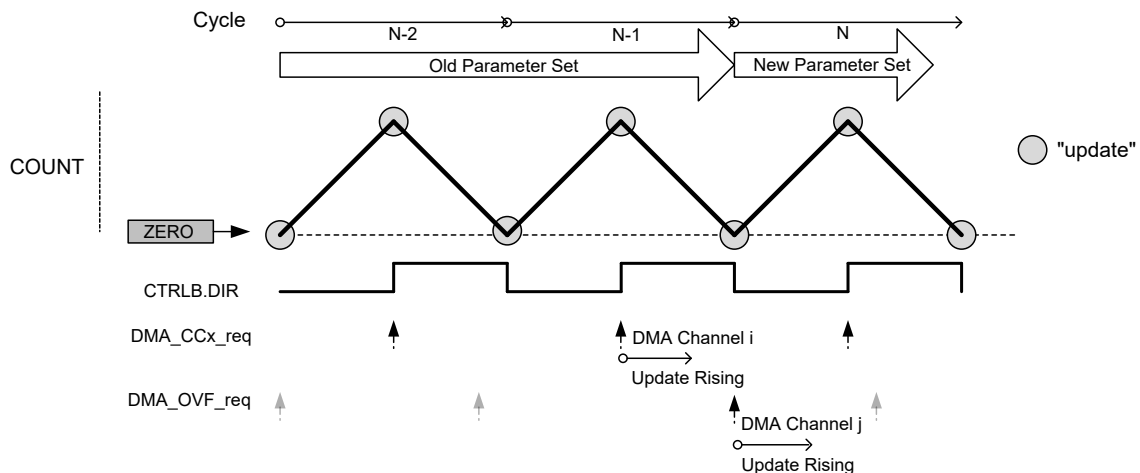 Cycle
N-2
N-1
N
Old Parameter Set
New Parameter Set
COUNT
"update"
ZERO
CTRLB.DIR
DMA_CCx_req
DMA Channel i
Update Rising
DMA_OVF_req
DMA Channel j
Update Rising